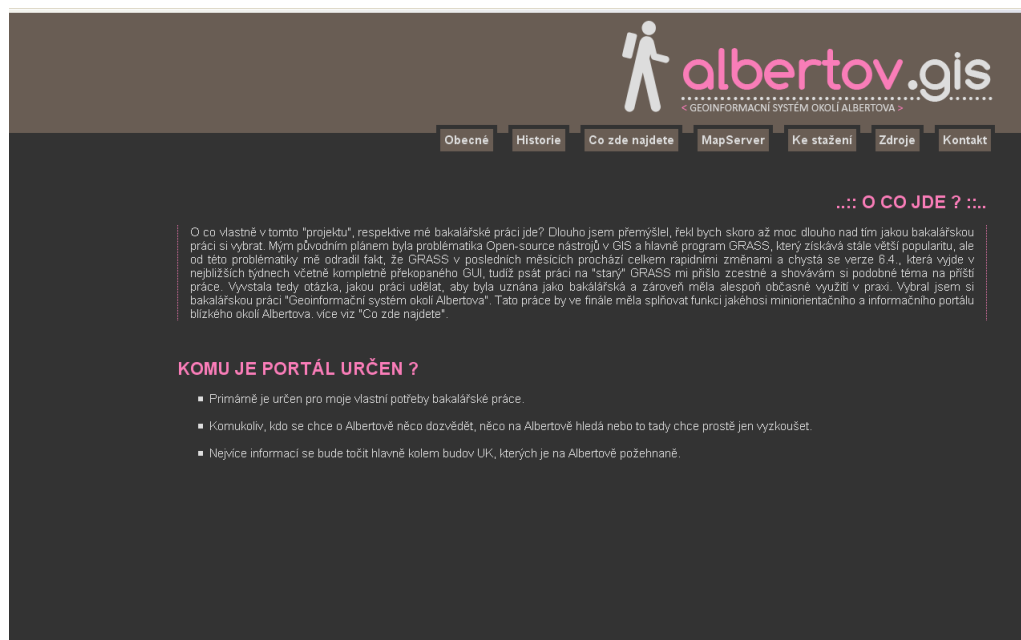 albertov.gis
< GEOINFORMACNÍ SYSTÉM OKOLÍ ALBERTOVA >
Obecné Historie Co zde najdete MapServer Ke stažení Zdroje Kontakt
..:: O CO JDE ? ::..
O co vlastně v tomto "projektu", respektive mé bakalářské práci jde? Dlouho jsem přemýšlel, řekl bych skoro až moc dlouho nad tím jakou bakalářskou
práci si vybrat. Mým původním plánem byla problématika Open-source nástrojů v GIS a hlavně program GRASS, který získává stále větší popularitu, ale
od této problématiky mě odradil fakt, že GRASS v posledních měsících prochází celkem rapidními změnami a chystá se verze 6.4., která vyjde v
nejbližších týdnech včetně kompletně překopaného GUI, tudíž psát práci na "starý" GRASS mi přišlo zcestné a shovávám si podobné téma na příští
práce. Vyvstala tedy otázka, jakou práci udělat, aby byla uznána jako bakálářská a zároveň měla alespoň občasné využití v praxi. Vybral jsem si
bakalářskou práci "Geoinformační systém okolí Albertova". Tato práce by ve finále měla splňovat funkci jakéhosi miniorientačního a informačního portálu
blízkého okolí Albertova. více viz "Co zde najdete".
KOMU JE PORTÁL URČEN ?
Primárně je určen pro moje vlastní potřeby bakalářské práce.
Komukoliv, kdo se chce o Albertově něco dozvědět, něco na Albertově hledá nebo to tady chce prostě jen vyzkoušet.
Nejvíce informací se bude točit hlavně kolem budov UK, kterých je na Albertově požehnaně.